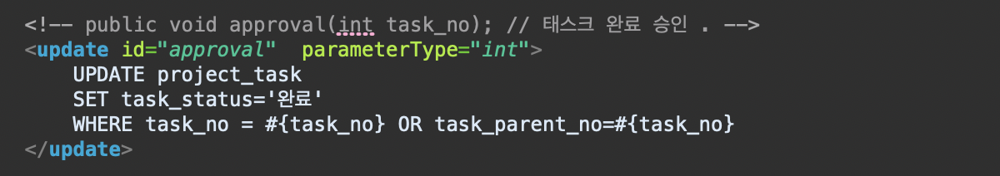 <!-- public void approval(int task_no); // 태스크 완료 승인 . -->
<update id="approval"  parameterType="int">
    UPDATE project_task
    SET task_status='완료'
    WHERE task_no = #{task_no} OR task_parent_no=#{task_no}
</update>